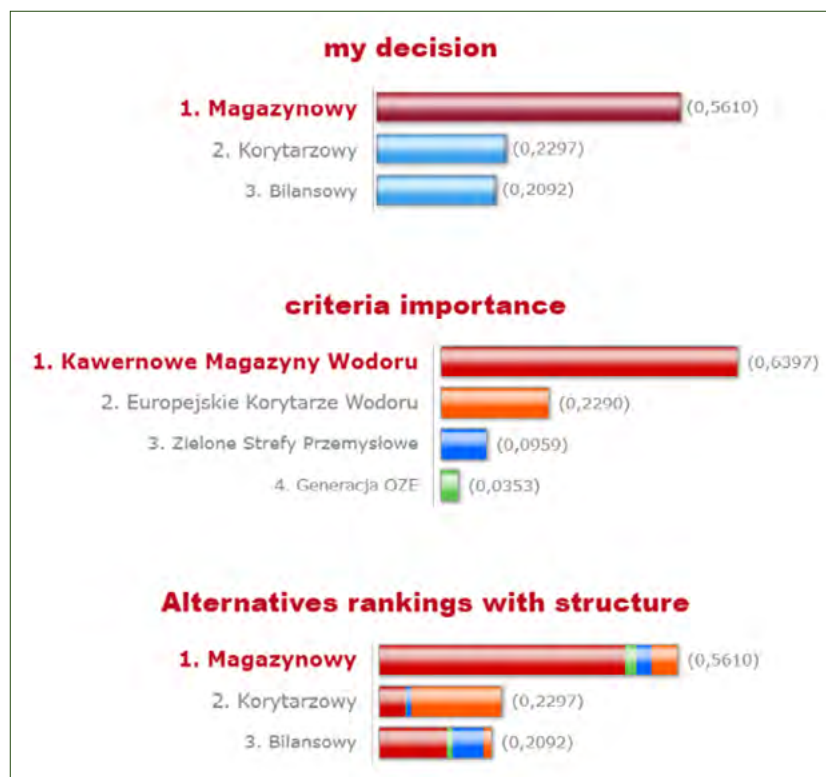 my decision
1. Magazynowy (0,5610)
2. Korytarzowy (0,2297)
3. Bilansowy (0,2092)
criteria importance
1. Kawernowe Magazyny Wodoru (0,6397)
2. Europejskie Korytarze Wodoru (0,2290)
3. Zielone Strefy Przemysłowe (0,0959)
4. Generacja OZE (0,0353)
Alternatives rankings with structure
1. Magazynowy (0,5610)
2. Korytarzowy (0,2297)
3. Bilansowy (0,2092)